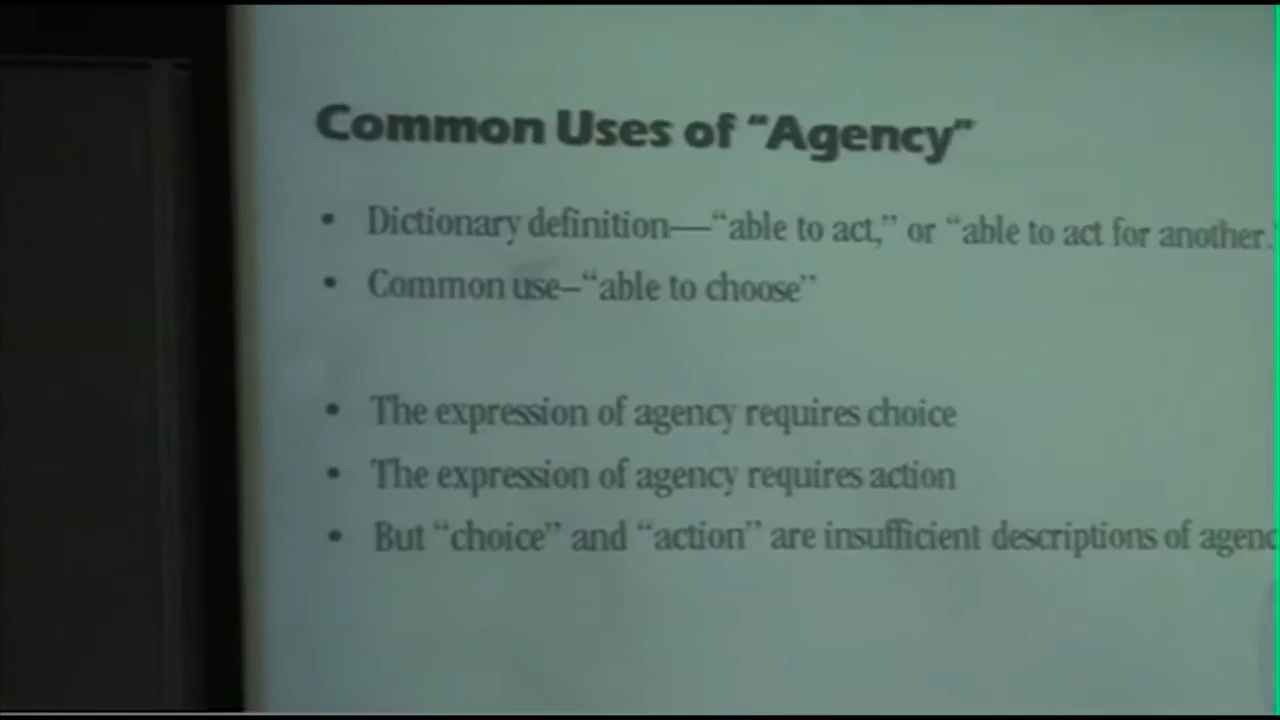 Common Uses of “Agency”
• Dictionary definition—“able to act,” or “able to act for another.
• Common use–“able to choose”
• The expression of agency requires choice
• The expression of agency requires action
• But “choice” and “action” are insufficient descriptions of agenc